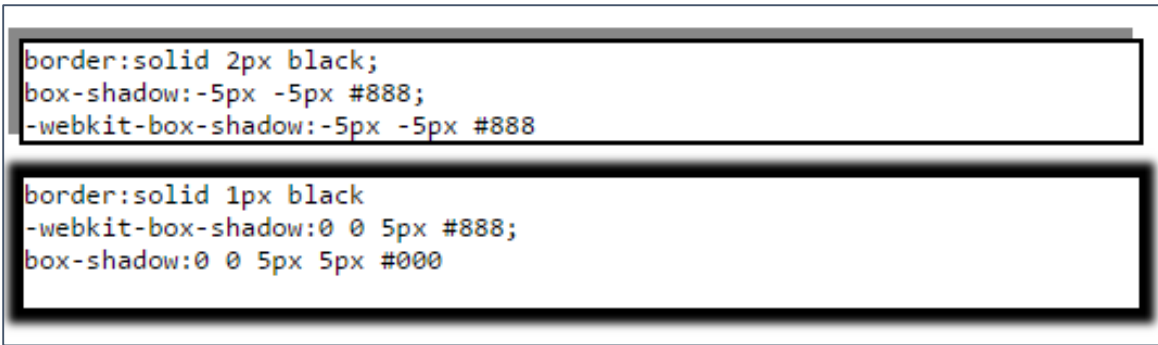 border:solid 2px black;
box-shadow:-5px -5px #888;
-webkit-box-shadow:-5px -5px #888
border:solid 1px black
-webkit-box-shadow:0 0 5px #888;
box-shadow:0 0 5px 5px #000